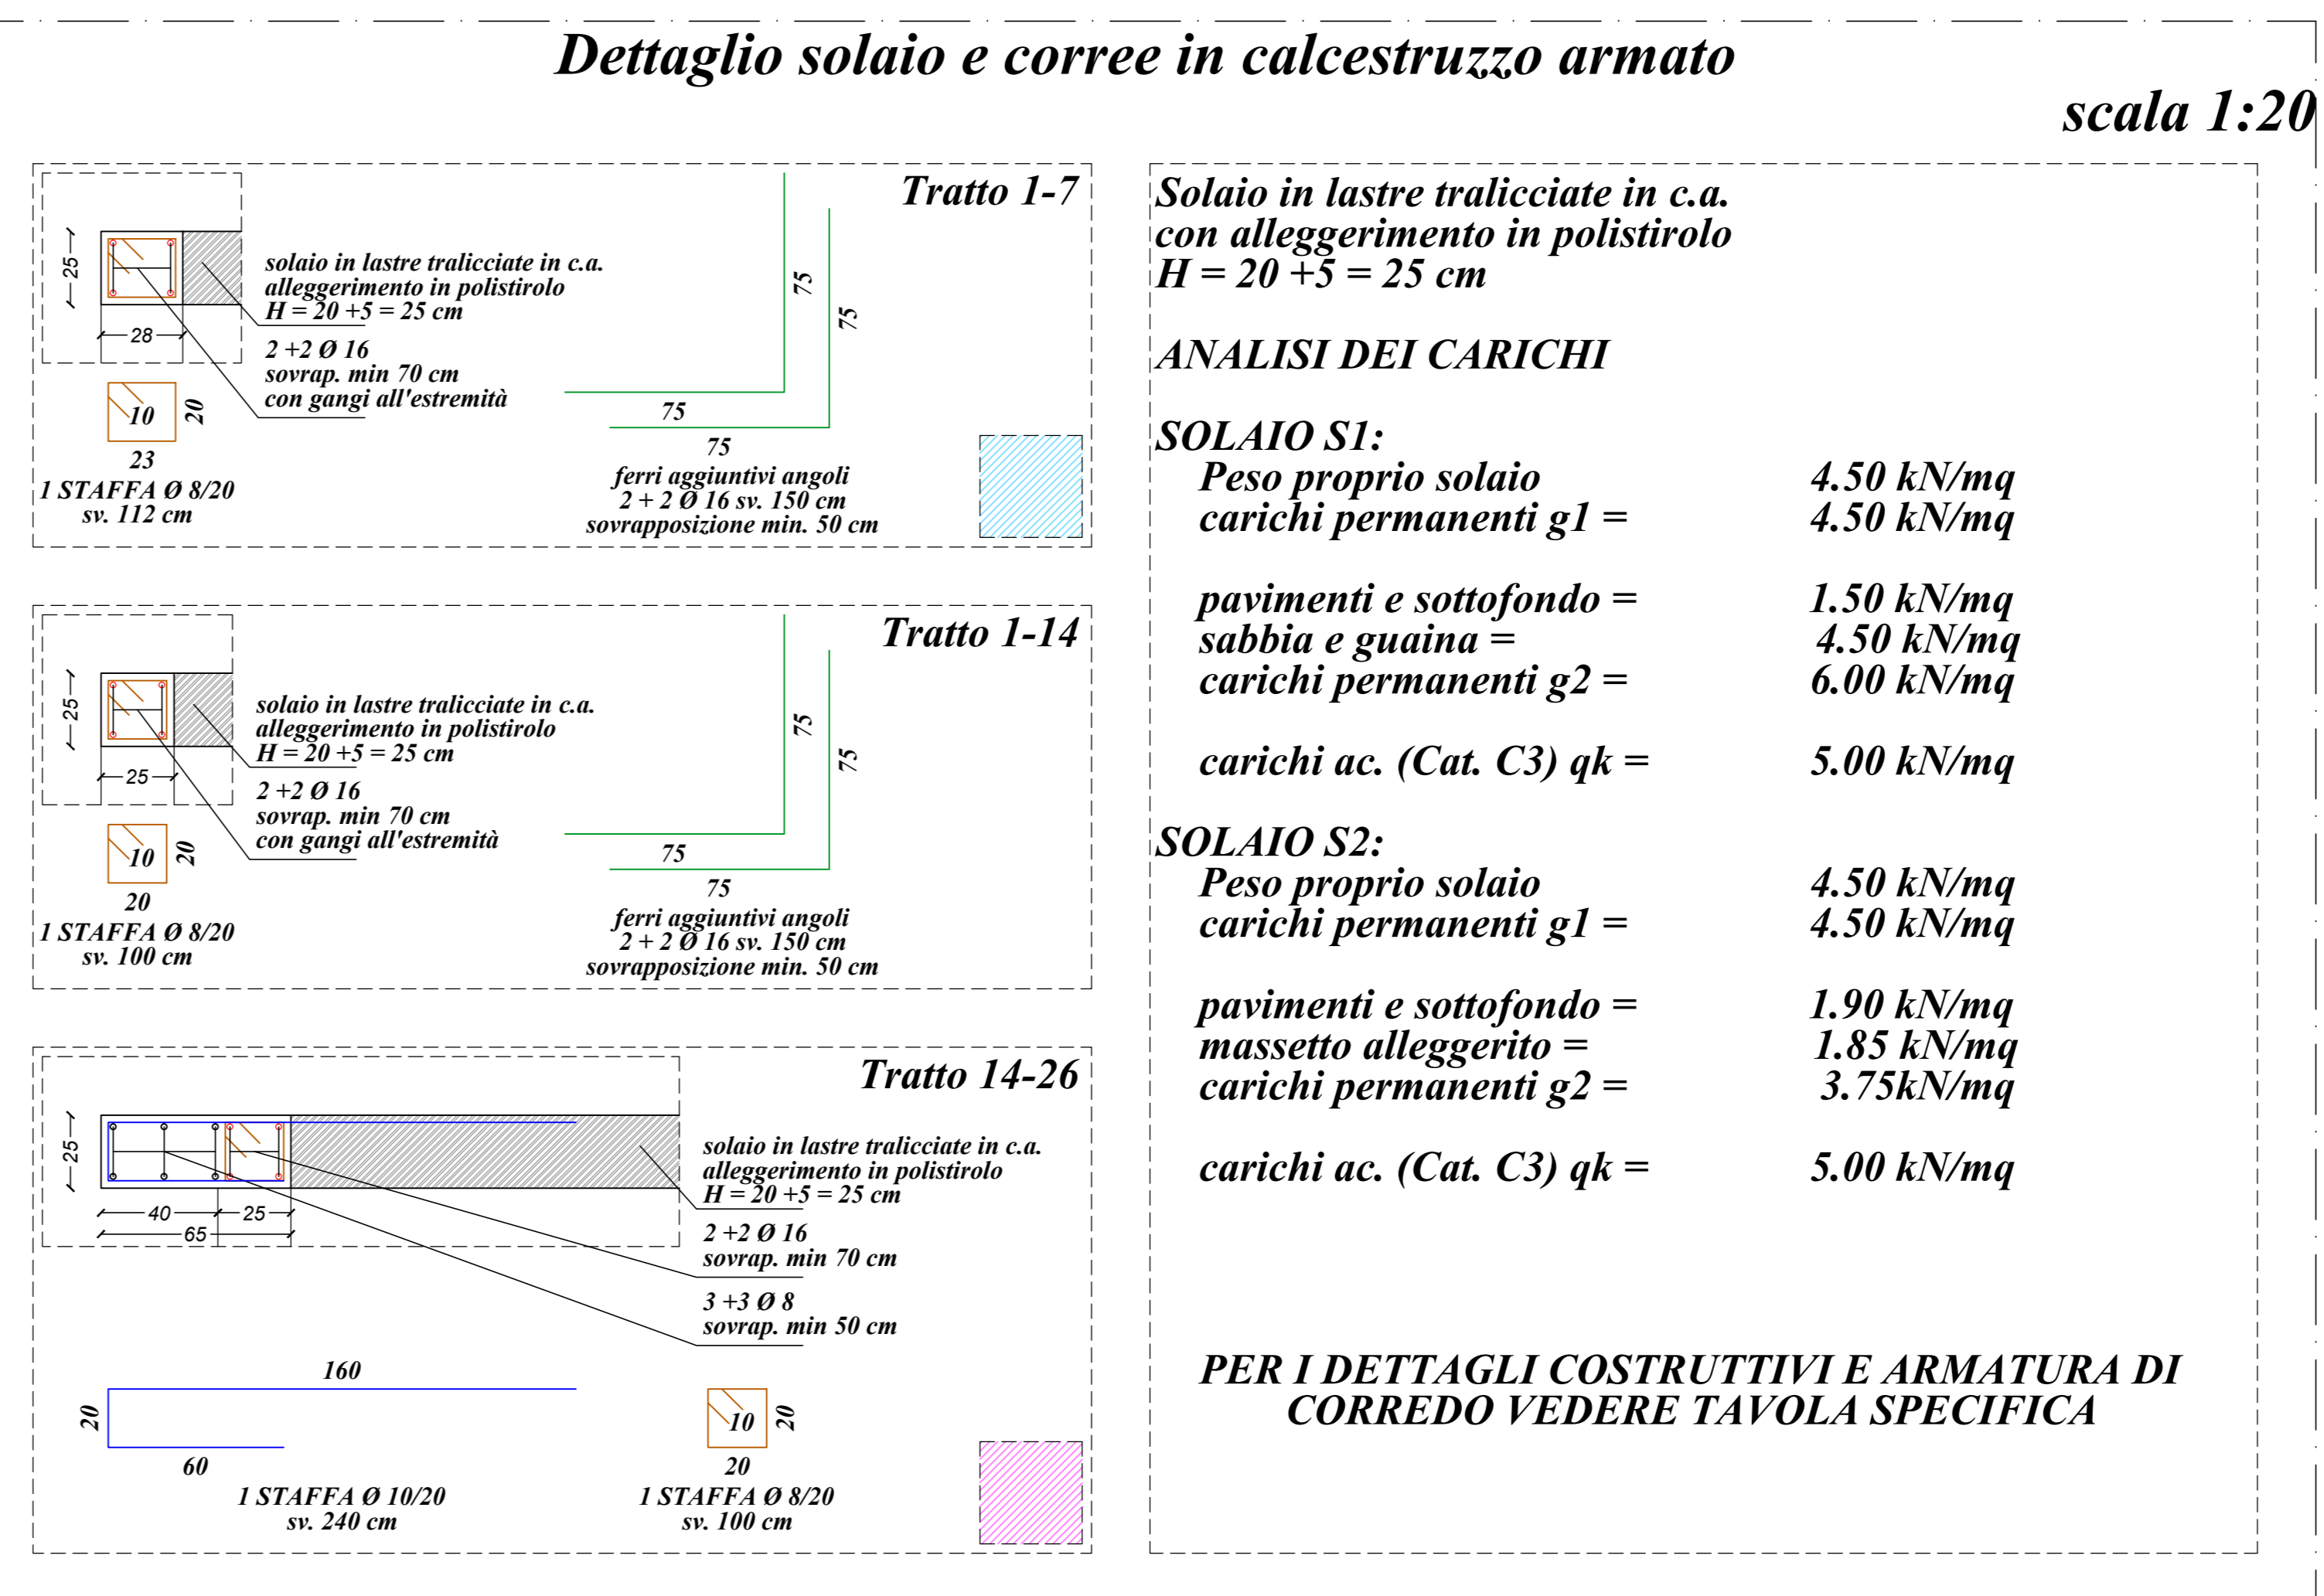 Dettaglio solaio e corree in calcestruzzo armato
scala 1:20
Tratto 1-7
25
28
solaio in lastre tralicciate in c.a.
alleggerimento in polistirolo
H = 20 +5 = 25 cm
2 +2 Ø 16
sovrap. min 70 cm
con gangi all'estremità
10
20
23
1 STAFFA Ø 8/20
sv. 112 cm
75
75
75
75
ferri aggiuntivi angoli
2 + 2 Ø 16 sv. 150 cm
sovrapposizione min. 50 cm
Tratto 1-14
25
25
solaio in lastre tralicciate in c.a.
alleggerimento in polistirolo
H = 20 +5 = 25 cm
2 +2 Ø 16
sovrap. min 70 cm
con gangi all'estremità
10
20
20
1 STAFFA Ø 8/20
sv. 100 cm
75
75
75
75
ferri aggiuntivi angoli
2 + 2 Ø 16 sv. 150 cm
sovrapposizione min. 50 cm
Tratto 14-26
25
40
25
65
solaio in lastre tralicciate in c.a.
alleggerimento in polistirolo
H = 20 +5 = 25 cm
2 +2 Ø 16
sovrap. min 70 cm
3 +3 Ø 8
sovrap. min 50 cm
160
20
60
1 STAFFA Ø 10/20
sv. 240 cm
10
20
20
1 STAFFA Ø 8/20
sv. 100 cm
Solaio in lastre tralicciate in c.a.
con alleggerimento in polistirolo
H = 20 +5 = 25 cm
ANALISI DEI CARICHI
SOLAIO S1:
Peso proprio solaio 4.50 kN/mq
carichi permanenti g1 = 4.50 kN/mq
pavimenti e sottofondo = 1.50 kN/mq
sabbia e guaina = 4.50 kN/mq
carichi permanenti g2 = 6.00 kN/mq
carichi ac. (Cat. C3) qk = 5.00 kN/mq
SOLAIO S2:
Peso proprio solaio 4.50 kN/mq
carichi permanenti g1 = 4.50 kN/mq
pavimenti e sottofondo = 1.90 kN/mq
massetto alleggerito = 1.85 kN/mq
carichi permanenti g2 = 3.75kN/mq
carichi ac. (Cat. C3) qk = 5.00 kN/mq
PER I DETTAGLI COSTRUTTIVI E ARMATURA DI
CORREDO VEDERE TAVOLA SPECIFICA